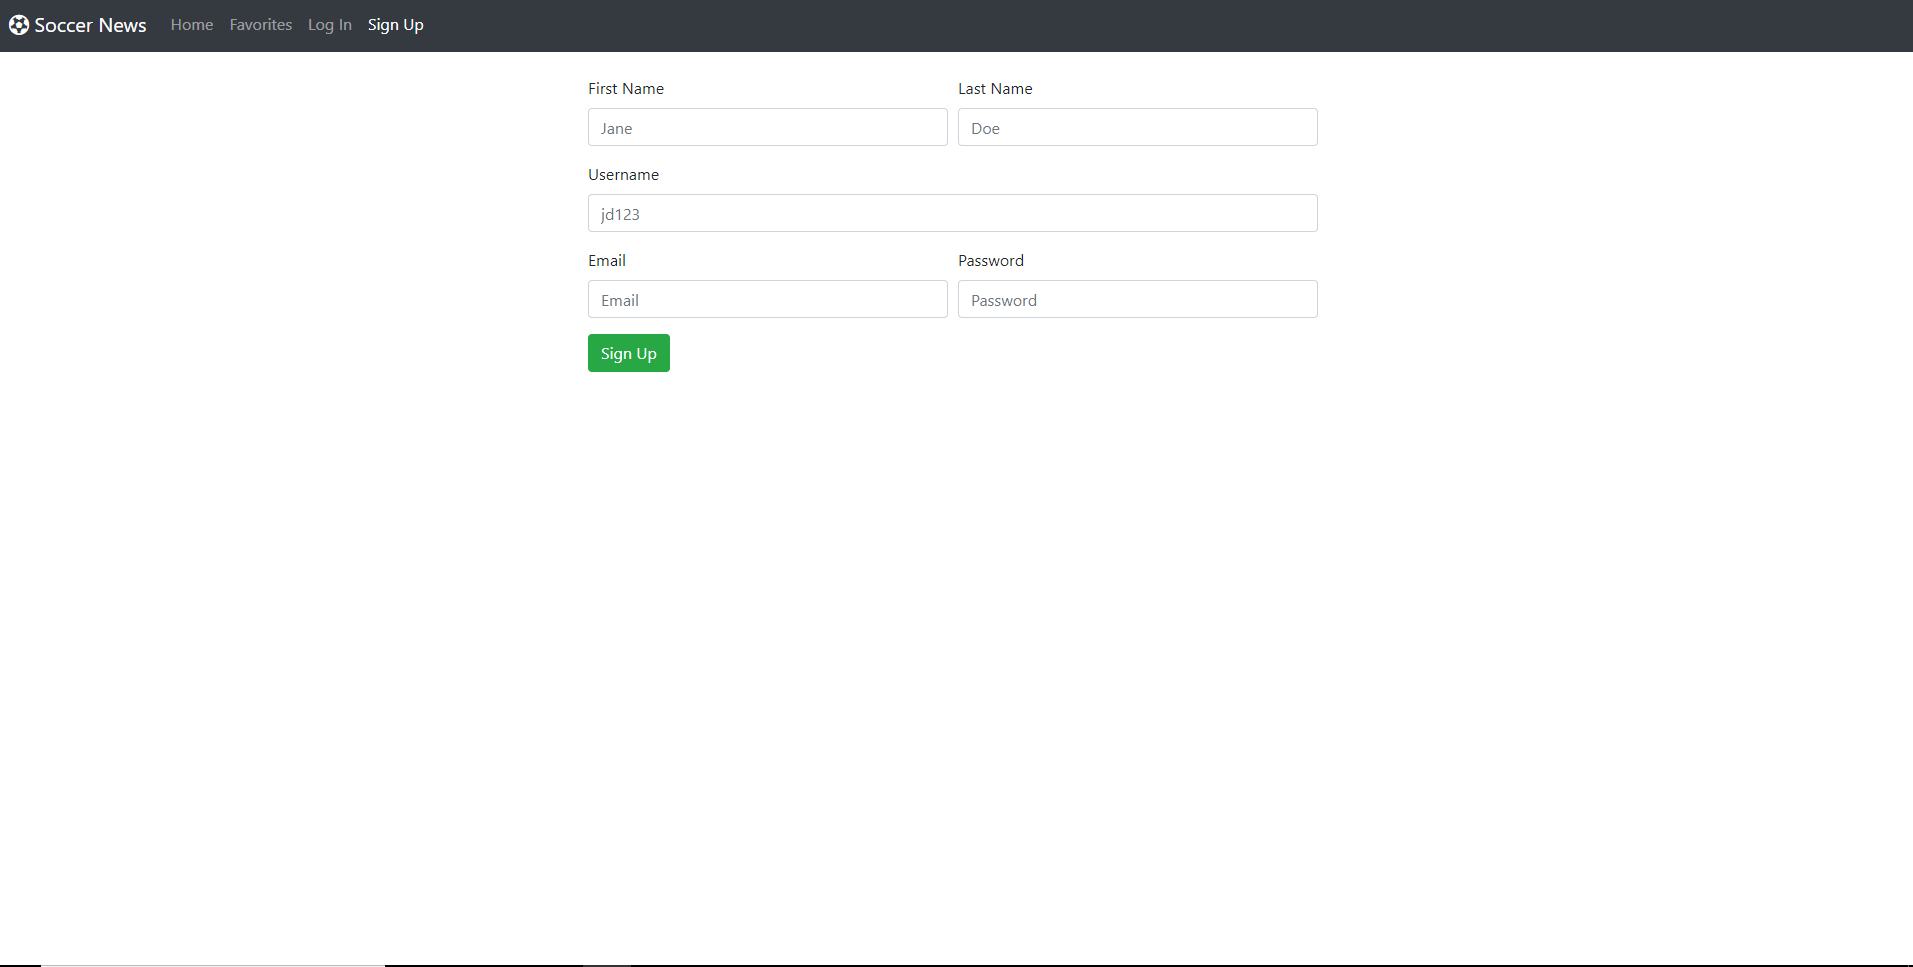 Soccer News Home Favorites Log In Sign Up
First Name Last Name
Jane Doe
Username
jd123
Email Password
Email Password
Sign Up